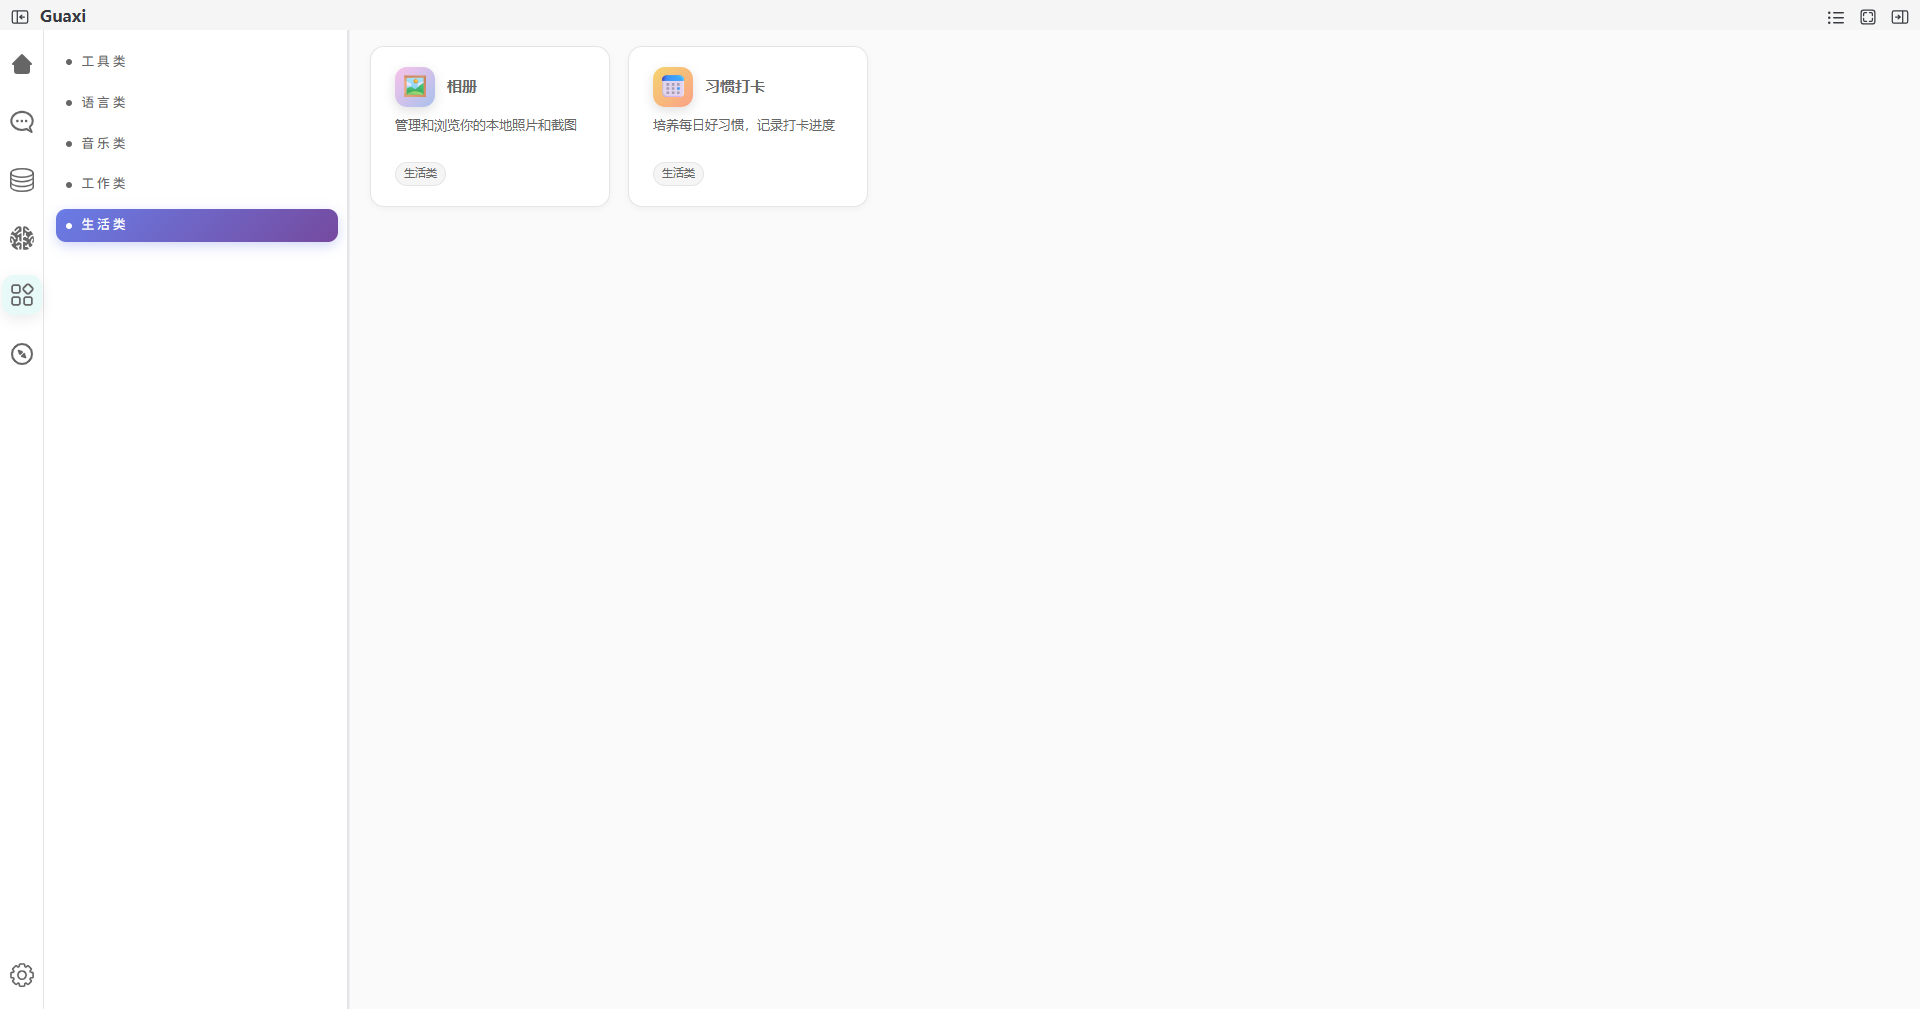 Guaxi
工具类
语言类
音乐类
工作类
生活类
相册
管理和浏览你的本地照片和截图
生活类
习惯打卡
培养每日好习惯，记录打卡进度
生活类